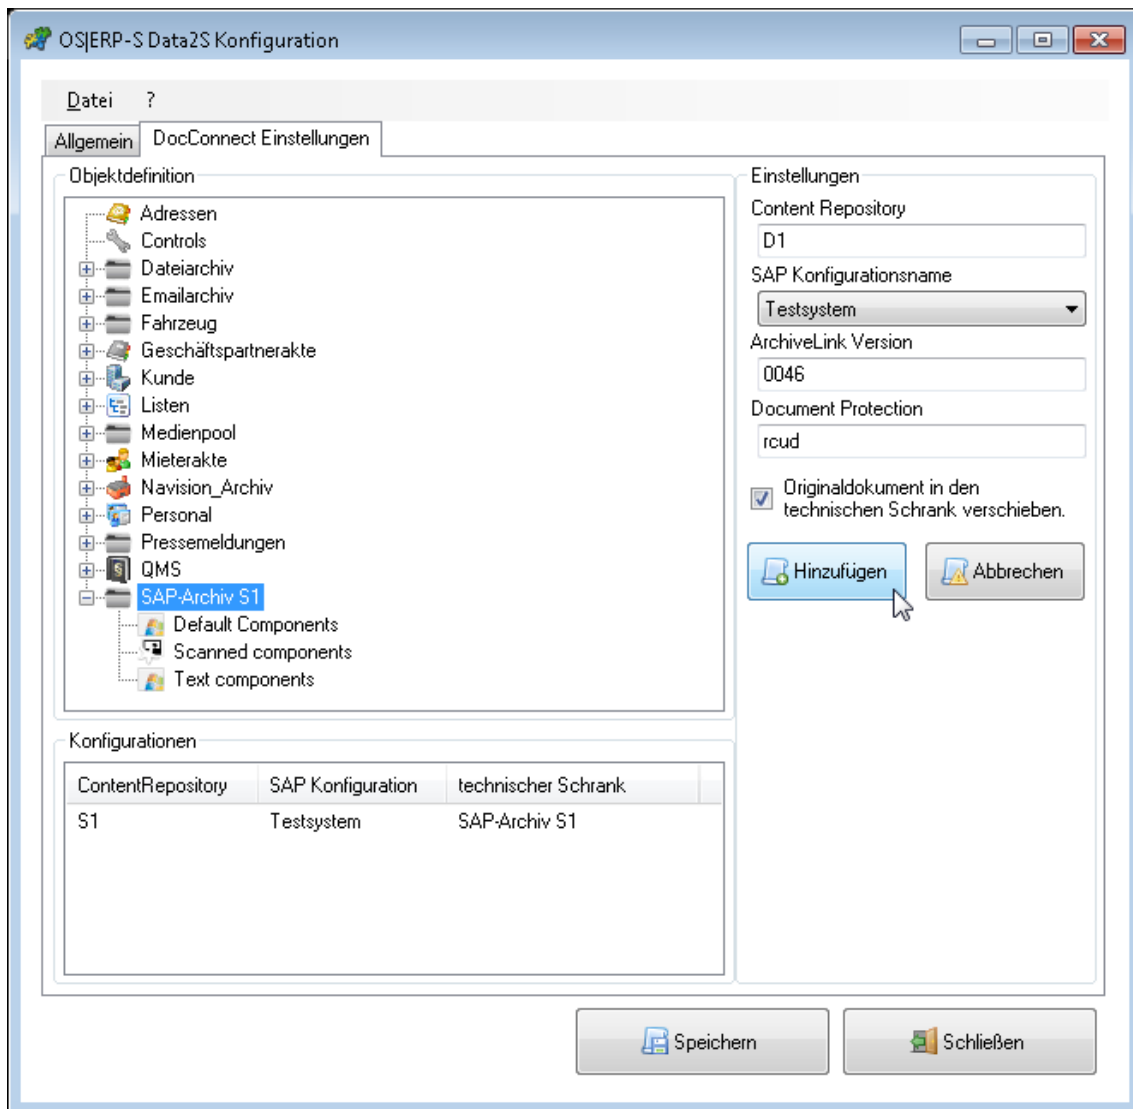 OS|ERP-S Data2S Konfiguration
Datei ?
Allgemein DocConnect Einstellungen
Objektdefinition
Adressen
Controls
Dateiarchiv
Emailarchiv
Fahrzeug
Geschäftspartnerakte
Kunde
Listen
Medienpool
Mieterakte
Navision_Archiv
Personal
Pressemeldungen
QMS
SAP-Archiv S1
Default Components
Scanned components
Text components
Einstellungen
Content Repository
D1
SAP Konfigurationsname
Testsystem
ArchiveLink Version
0046
Document Protection
rcud
Originaldokument in den
technischen Schrank verschieben.
Hinzufügen Abbrechen
Konfigurationen
ContentRepository SAP Konfiguration technischer Schrank
S1 Testsystem SAP-Archiv S1
Speichern Schließen